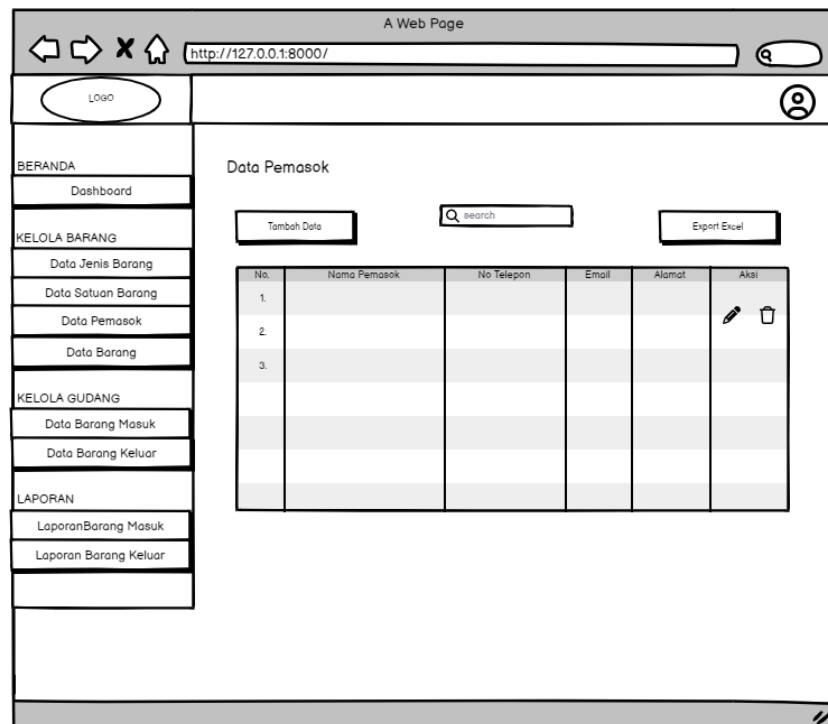 A Web Page
http://127.0.0.1:8000/
LOGO
BERANDA
Dashboard
KELOLA BARANG
Data Jenis Barang
Data Satuan Barang
Data Pemasok
Data Barang
KELOLA GUDANG
Data Barang Masuk
Data Barang Keluar
LAPORAN
LaporanBarang Masuk
Laporan Barang Keluar
Data Pemasok
Tambah Data
search
Export Excel
No. Nama Pemasok No Telepon Email Alamat Aksi
1.
2.
3.